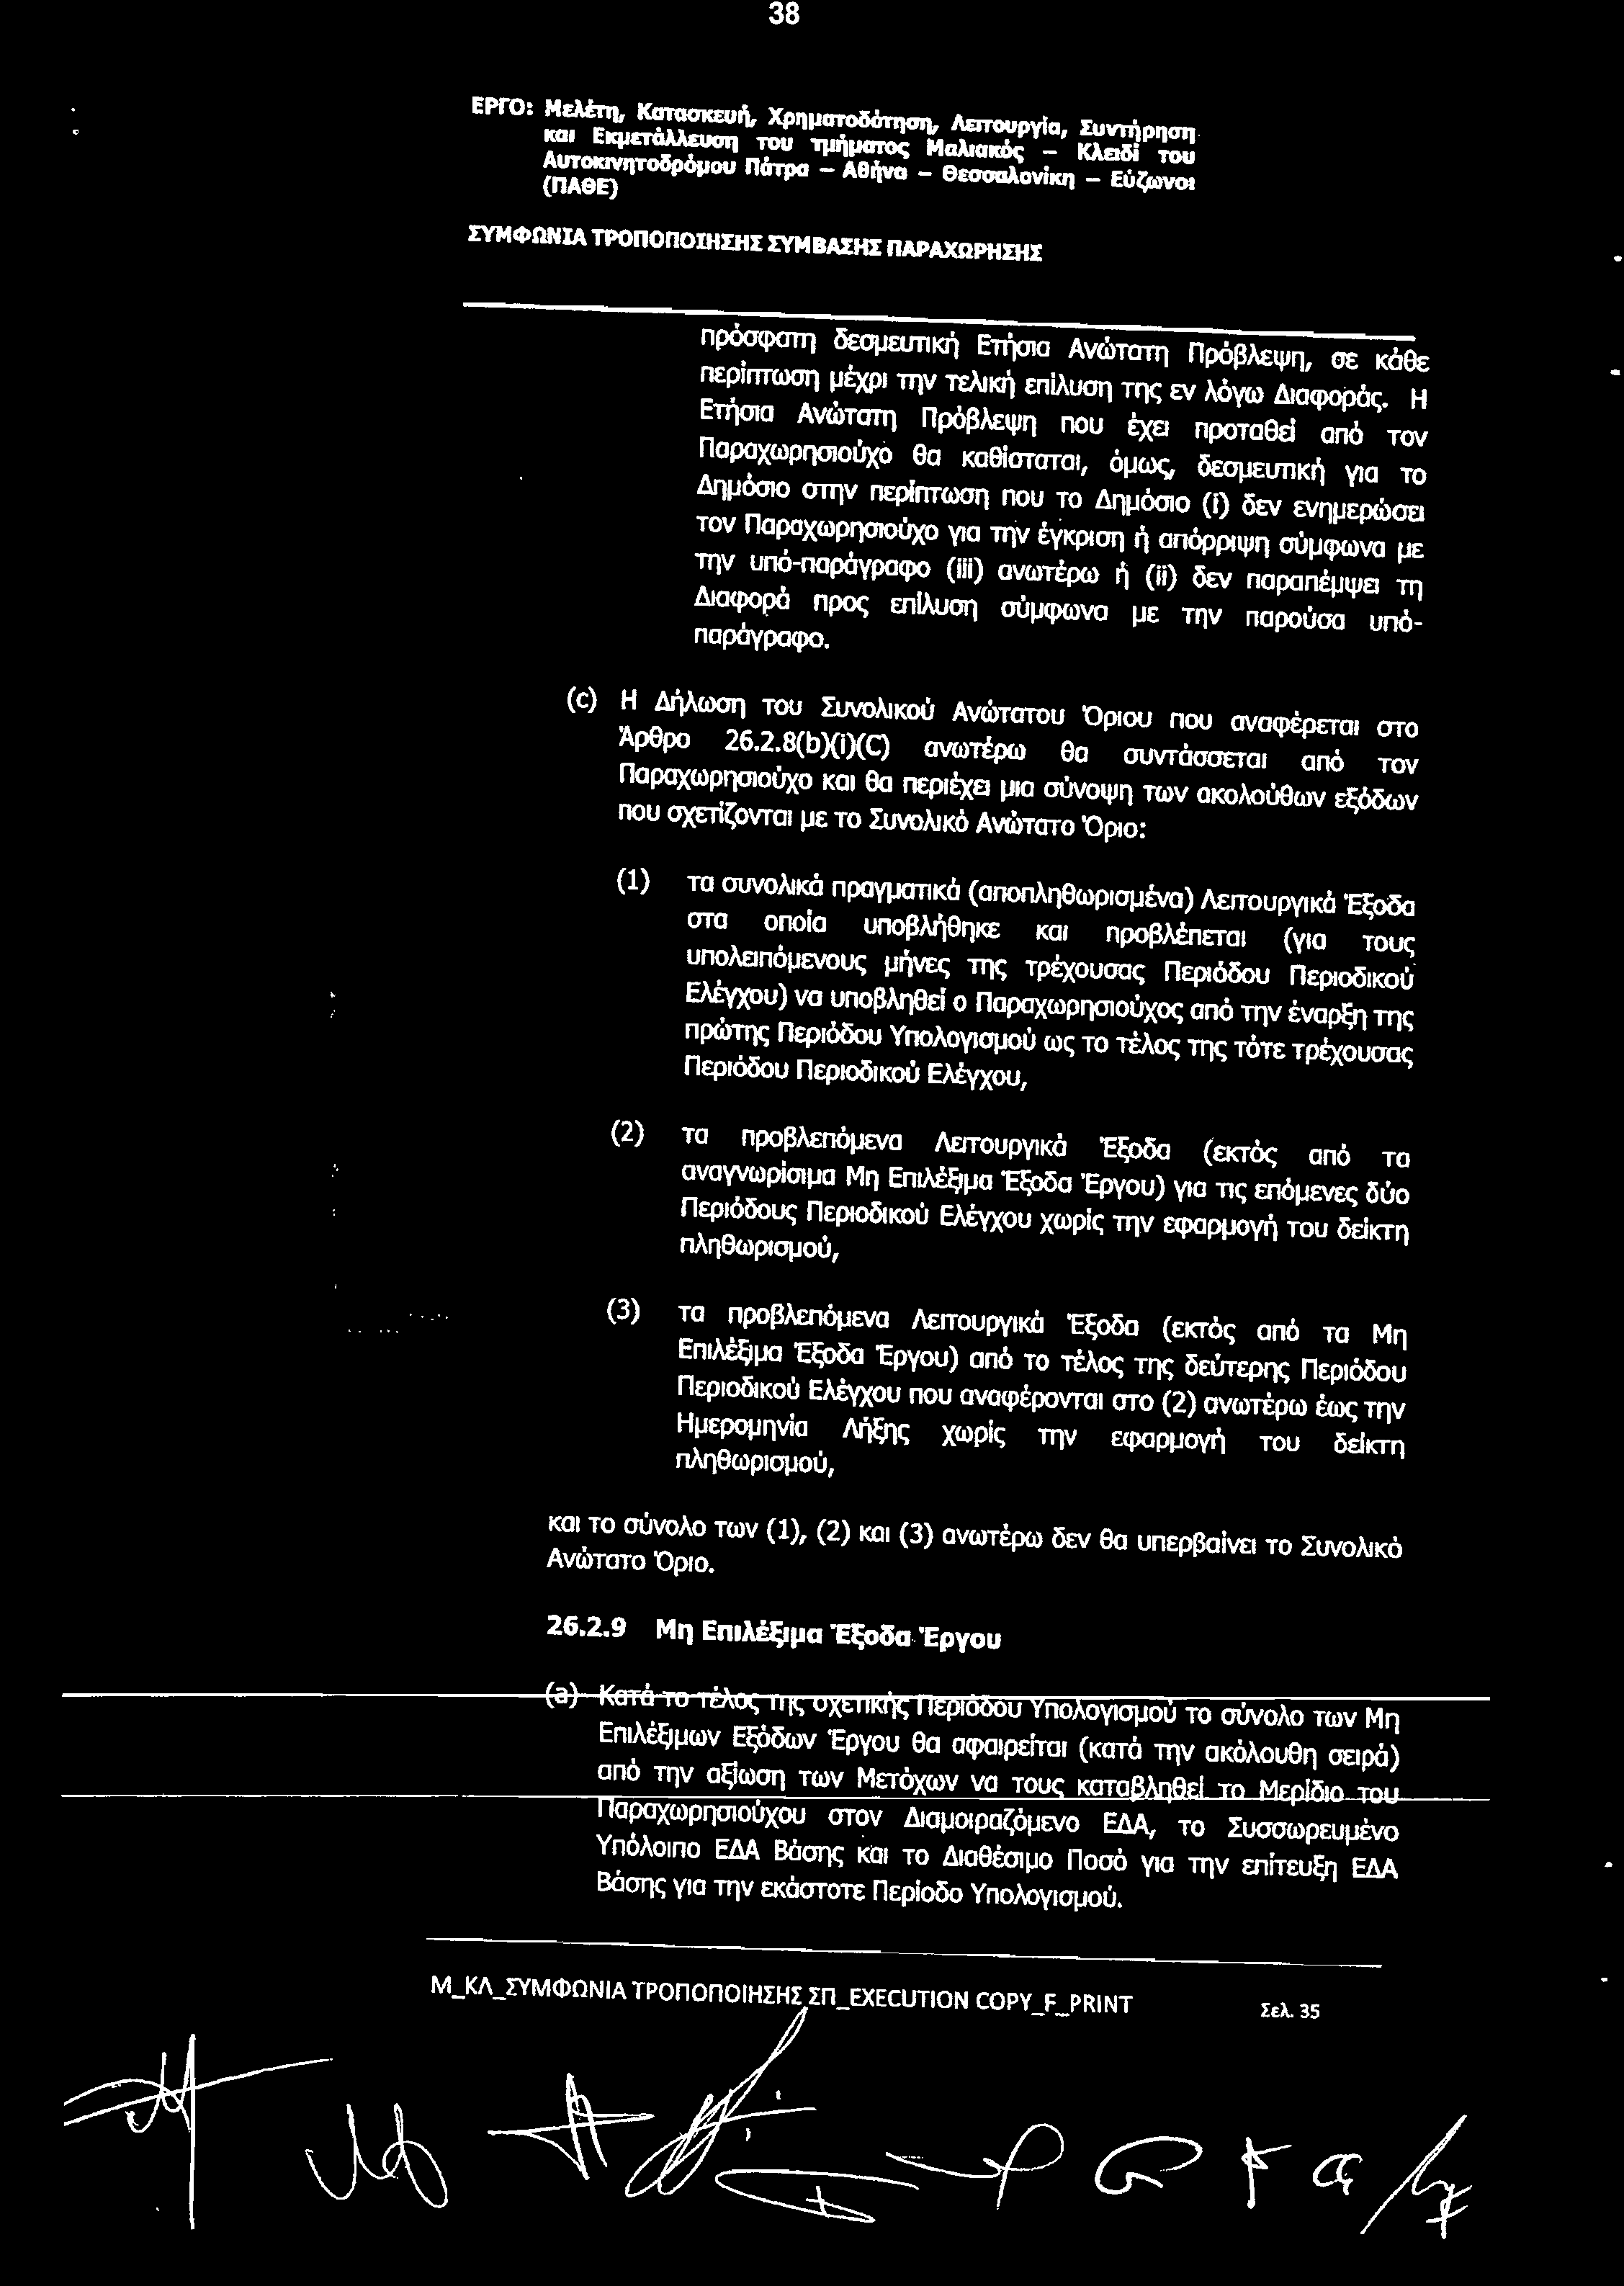 38
ΕΡΓΟ: Μελέτη, Κατασκευή, Χρηματοδότηση, Λειτουργία, Συντήρηση
και Εκμετάλλευση του τμήματος Μαλιακός – Κλειδί του
Αυτοκινητοδρόμου Πάτρα – Αθήνα – Θεσσαλονίκη – Εύζωνοι
(ΠΑΘΕ)
ΣΥΜΦΩΝΙΑ ΤΡΟΠΟΠΟΙΗΣΗΣ ΣΥΜΒΑΣΗΣ ΠΑΡΑΧΩΡΗΣΗΣ
πρόσφατη δεσμευτική Ετήσια Ανώτατη Πρόβλεψη, σε κάθε
περίπτωση μέχρι την τελική επίλυση της εν λόγω Διαφοράς. Η
Ετήσια Ανώτατη Πρόβλεψη που έχει προταθεί από τον
Παραχωρησιούχο θα καθίσταται, όμως, δεσμευτική για το
Δημόσιο στην περίπτωση που το Δημόσιο (i) δεν ενημερώσει
τον Παραχωρησιούχο για την έγκριση ή απόρριψη σύμφωνα με
την υπό-παράγραφο (iii) ανωτέρω ή (ii) δεν παραπέμψει τη
Διαφορά προς επίλυση σύμφωνα με την παρούσα υπό-
παράγραφο.
(c) Η Δήλωση του Συνολικού Ανώτατου Όριου που αναφέρεται στο
Άρθρο 26.2.8(b)(i)(C) ανωτέρω θα συντάσσεται από τον
Παραχωρησιούχο και θα περιέχει μια σύνοψη των ακολούθων εξόδων
που σχετίζονται με το Συνολικό Ανώτατο Όριο:
(1) τα συνολικά πραγματικά (αποπληθωρισμένα) Λειτουργικά Έξοδα
στα οποία υποβλήθηκε και προβλέπεται (για τους
υπολειπόμενους μήνες της τρέχουσας Περιόδου Περιοδικού
Ελέγχου) να υποβληθεί ο Παραχωρησιούχος από την έναρξη της
πρώτης Περιόδου Υπολογισμού ως το τέλος της τότε τρέχουσας
Περιόδου Περιοδικού Ελέγχου,
(2) τα προβλεπόμενα Λειτουργικά Έξοδα (εκτός από τα
αναγνωρίσιμα Μη Επιλέξιμα Έξοδα Έργου) για τις επόμενες δύο
Περιόδους Περιοδικού Ελέγχου χωρίς την εφαρμογή του δείκτη
πληθωρισμού,
(3) τα προβλεπόμενα Λειτουργικά Έξοδα (εκτός από τα Μη
Επιλέξιμα Έξοδα Έργου) από το τέλος της δεύτερης Περιόδου
Περιοδικού Ελέγχου που αναφέρονται στο (2) ανωτέρω έως την
Ημερομηνία Λήξης χωρίς την εφαρμογή του δείκτη
πληθωρισμού,
και το σύνολο των (1), (2) και (3) ανωτέρω δεν θα υπερβαίνει το Συνολικό
Ανώτατο Όριο.
26.2.9 Μη Επιλέξιμα Έξοδα Έργου
(a) Κατά το τέλος της σχετικής Περιόδου Υπολογισμού το σύνολο των Μη
Επιλέξιμων Εξόδων Έργου θα αφαιρείται (κατά την ακόλουθη σειρά)
από την αξίωση των Μετόχων να τους καταβληθεί το Μερίδιο του
Παραχωρησιούχου στον Διαμοιραζόμενο ΕΔΑ, το Συσσωρευμένο
Υπόλοιπο ΕΔΑ Βάσης και το Διαθέσιμο Ποσό για την επίτευξη ΕΔΑ
Βάσης για την εκάστοτε Περίοδο Υπολογισμού.
Μ_ΚΛ_ΣΥΜΦΩΝΙΑ ΤΡΟΠΟΠΟΙΗΣΗΣ ΣΠ_EXECUTION COPY_F_PRINT
Σελ. 35